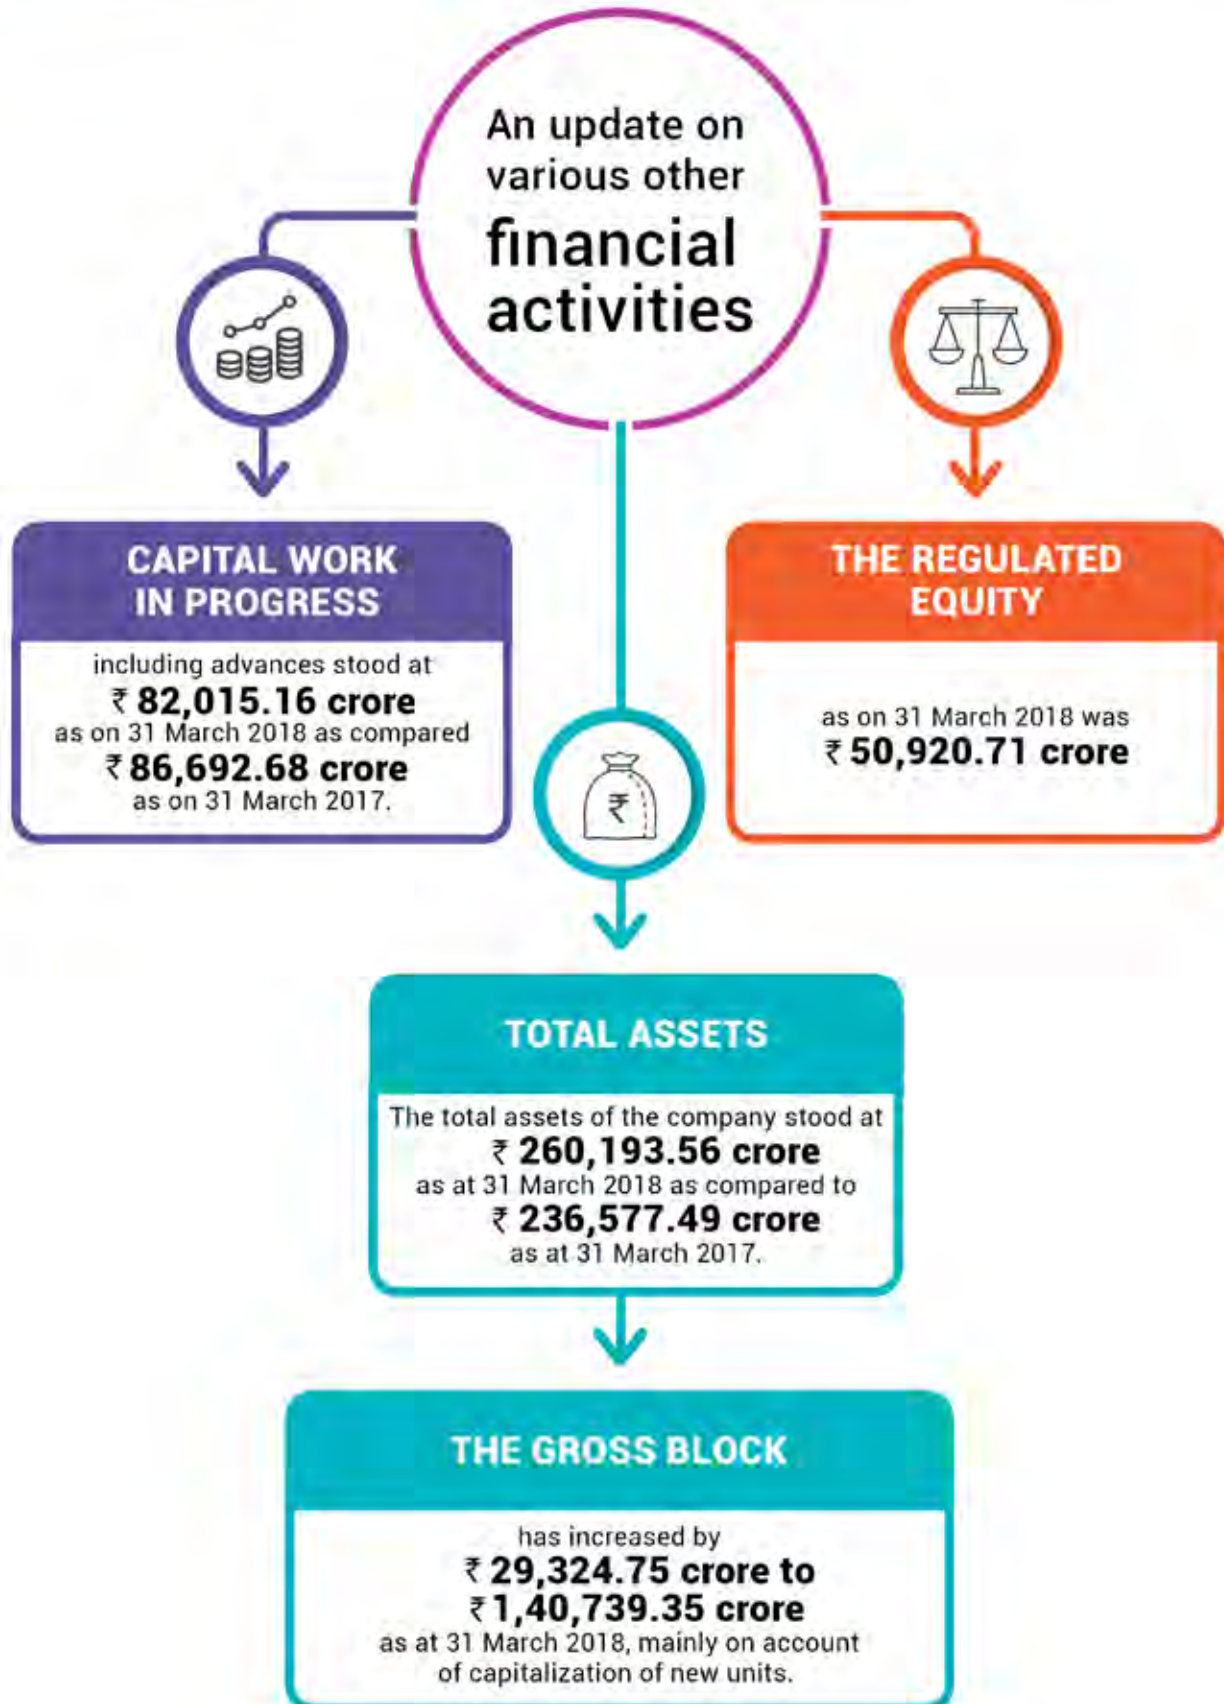 An update on
various other
financial
activities
CAPITAL WORK
IN PROGRESS
including advances stood at
₹ 82,015.16 crore
as on 31 March 2018 as compared
₹ 86,692.68 crore
as on 31 March 2017.
THE REGULATED
EQUITY
as on 31 March 2018 was
₹ 50,920.71 crore
₹
TOTAL ASSETS
The total assets of the company stood at
₹ 260,193.56 crore
as at 31 March 2018 as compared to
₹ 236,577.49 crore
as at 31 March 2017.
THE GROSS BLOCK
has increased by
₹ 29,324.75 crore to
₹ 1,40,739.35 crore
as at 31 March 2018, mainly on account
of capitalization of new units.